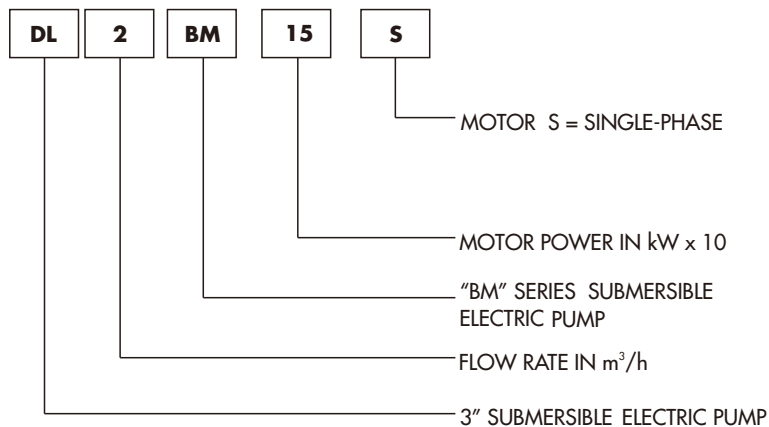 DL 2 BM 15 S
MOTOR S = SINGLE-PHASE
MOTOR POWER IN kW x 10
"BM" SERIES SUBMERSIBLE
ELECTRIC PUMP
FLOW RATE IN m³/h
3" SUBMERSIBLE ELECTRIC PUMP